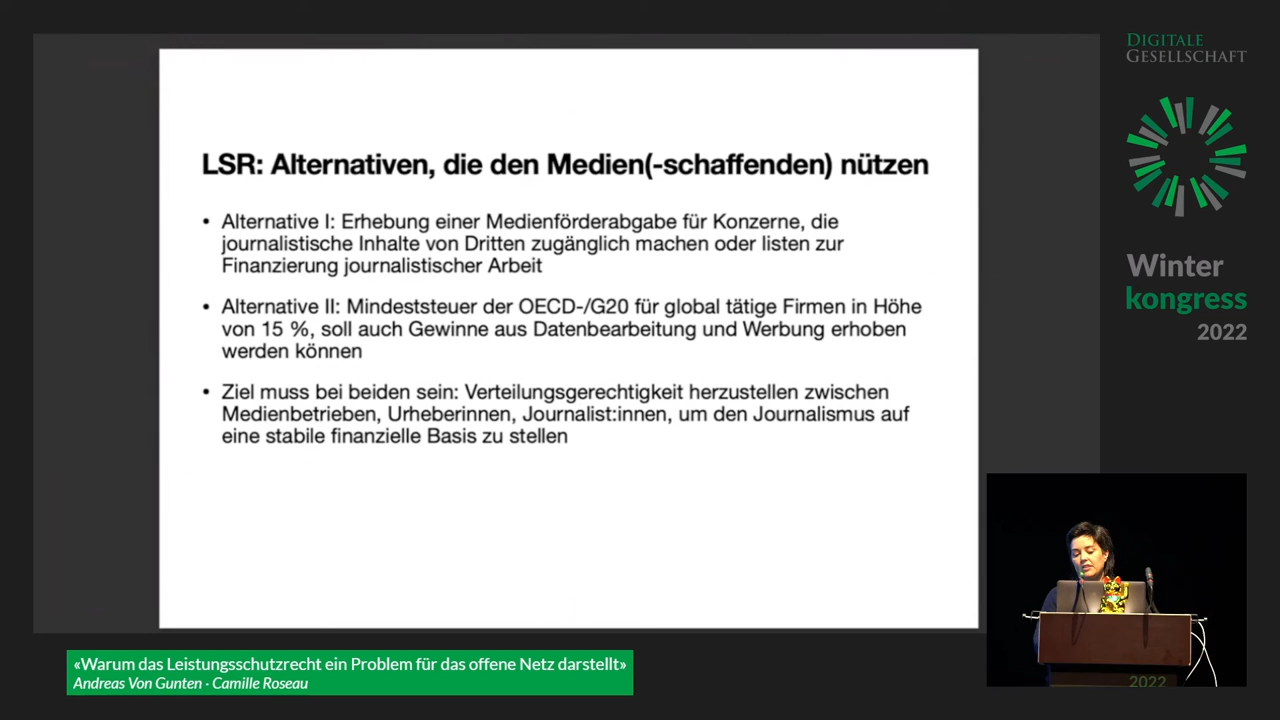 LSR: Alternativen, die den Medien(-schaffenden) nützen
• Alternative I: Erhebung einer Medienförderabgabe für Konzerne, die
journalistische Inhalte von Dritten zugänglich machen oder listen zur
Finanzierung journalistischer Arbeit
• Alternative II: Mindeststeuer der OECD-/G20 für global tätige Firmen in Höhe
von 15 %, soll auch Gewinne aus Datenbearbeitung und Werbung erhoben
werden können
• Ziel muss bei beiden sein: Verteilungsgerechtigkeit herzustellen zwischen
Medienbetrieben, Urheberinnen, Journalist:innen, um den Journalismus auf
eine stabile finanzielle Basis zu stellen
DIGITALE
GESELLSCHAFT
Winter
kongress
2022
2022
«Warum das Leistungsschutzrecht ein Problem für das offene Netz darstellt»
Andreas Von Gunten · Camille Roseau